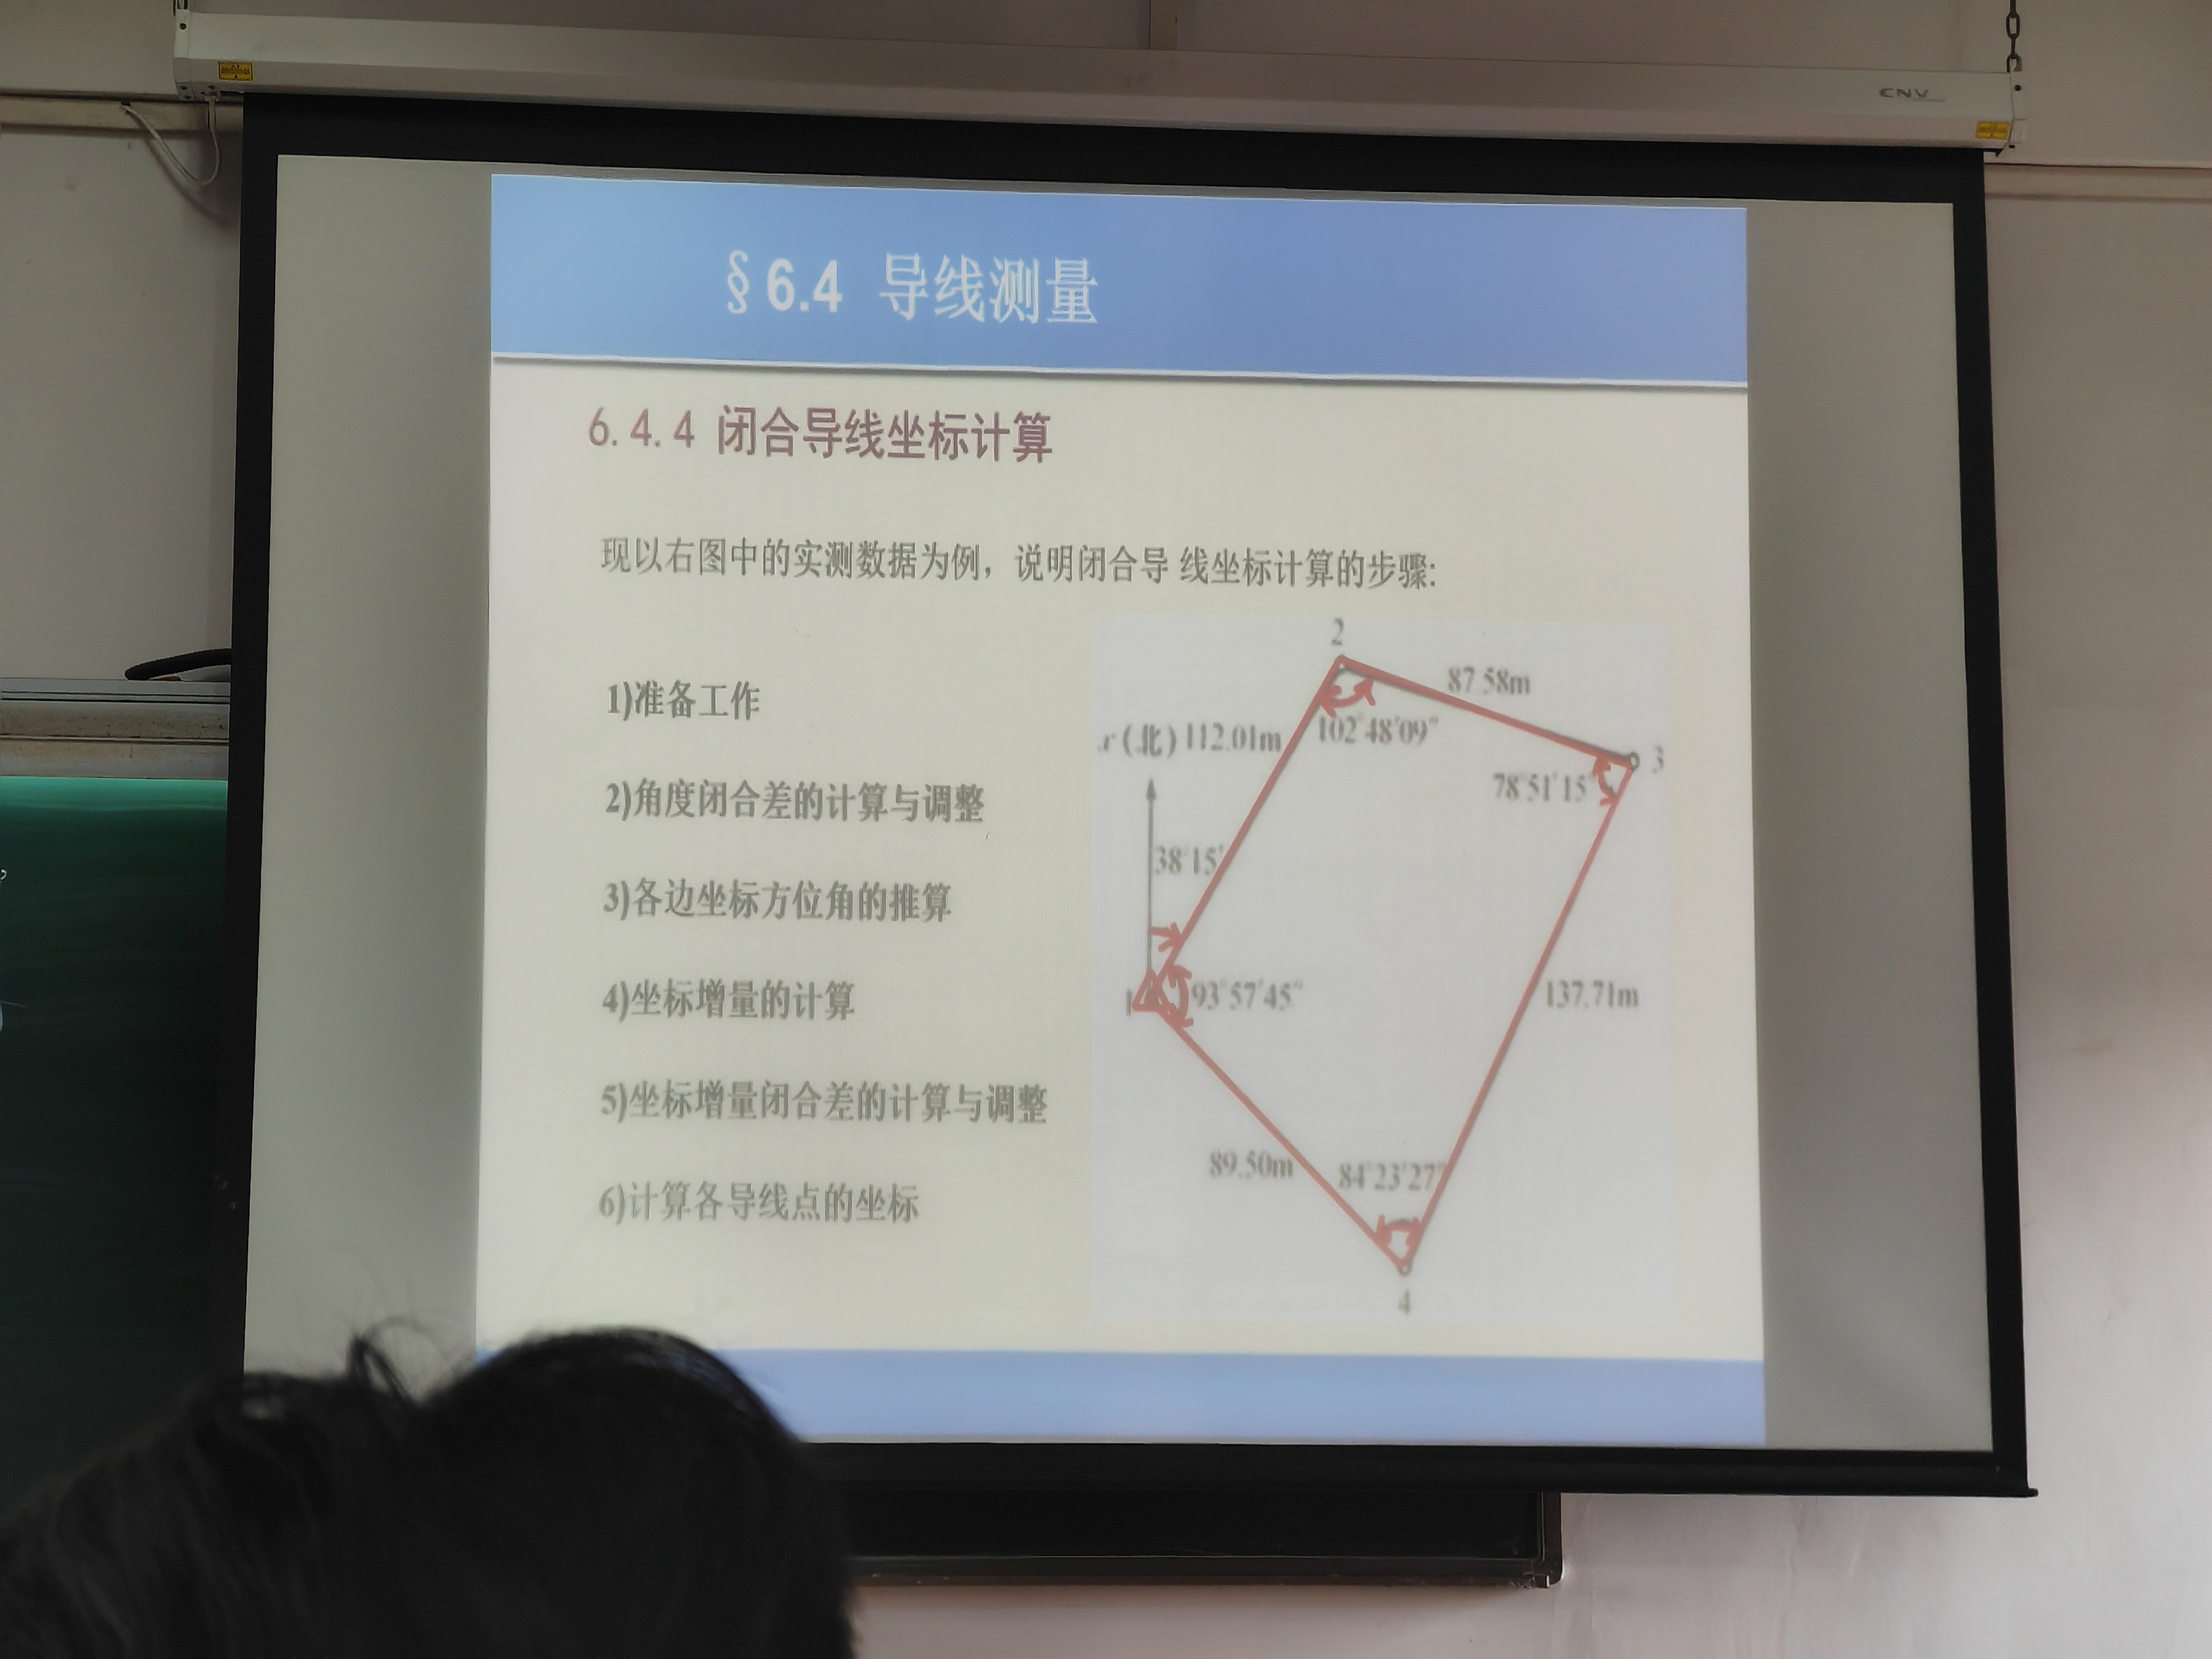 CNV
§6.4 导线测量
6.4.4 闭合导线坐标计算
现以右图中的实测数据为例，说明闭合导 线坐标计算的步骤:
1)准备工作
2)角度闭合差的计算与调整
3)各边坐标方位角的推算
4)坐标增量的计算
5)坐标增量闭合差的计算与调整
6)计算各导线点的坐标
2
87.58m
x(北) 112.01m
102°48′09″
3
78°51′15″
38°15′
1
93°57′45″
137.71m
89.50m
84°23′27″
4